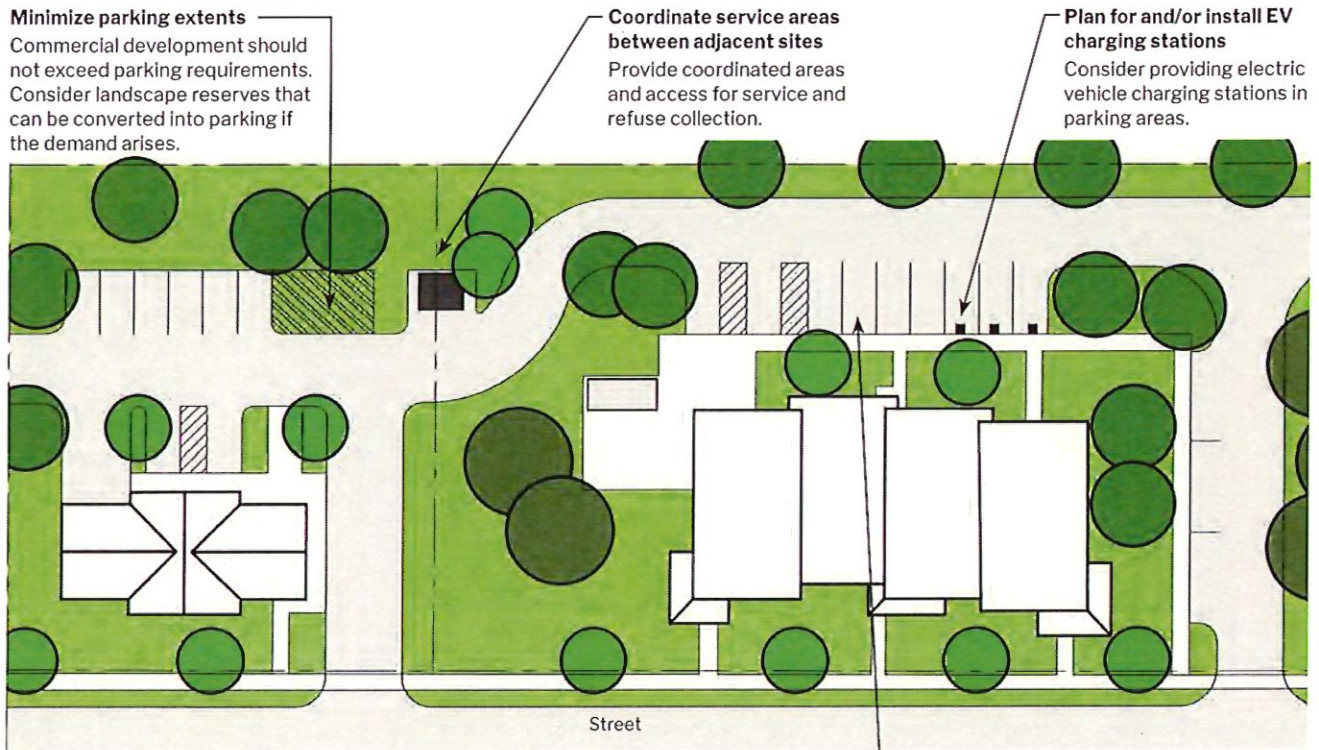 Minimize parking extents
Commercial development should
not exceed parking requirements.
Consider landscape reserves that
can be converted into parking if
the demand arises.
Coordinate service areas
between adjacent sites
Provide coordinated areas
and access for service and
refuse collection.
Plan for and/or install EV
charging stations
Consider providing electric
vehicle charging stations in
parking areas.
Street